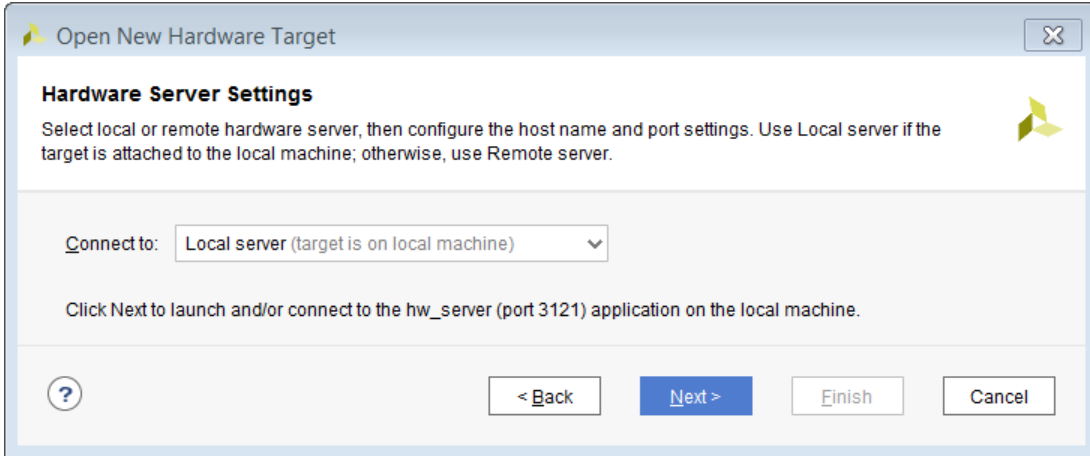 Open New Hardware Target
Hardware Server Settings
Select local or remote hardware server, then configure the host name and port settings. Use Local server if the
target is attached to the local machine; otherwise, use Remote server.
Connect to: Local server (target is on local machine)
Click Next to launch and/or connect to the hw_server (port 3121) application on the local machine.
? < Back Next > Finish Cancel